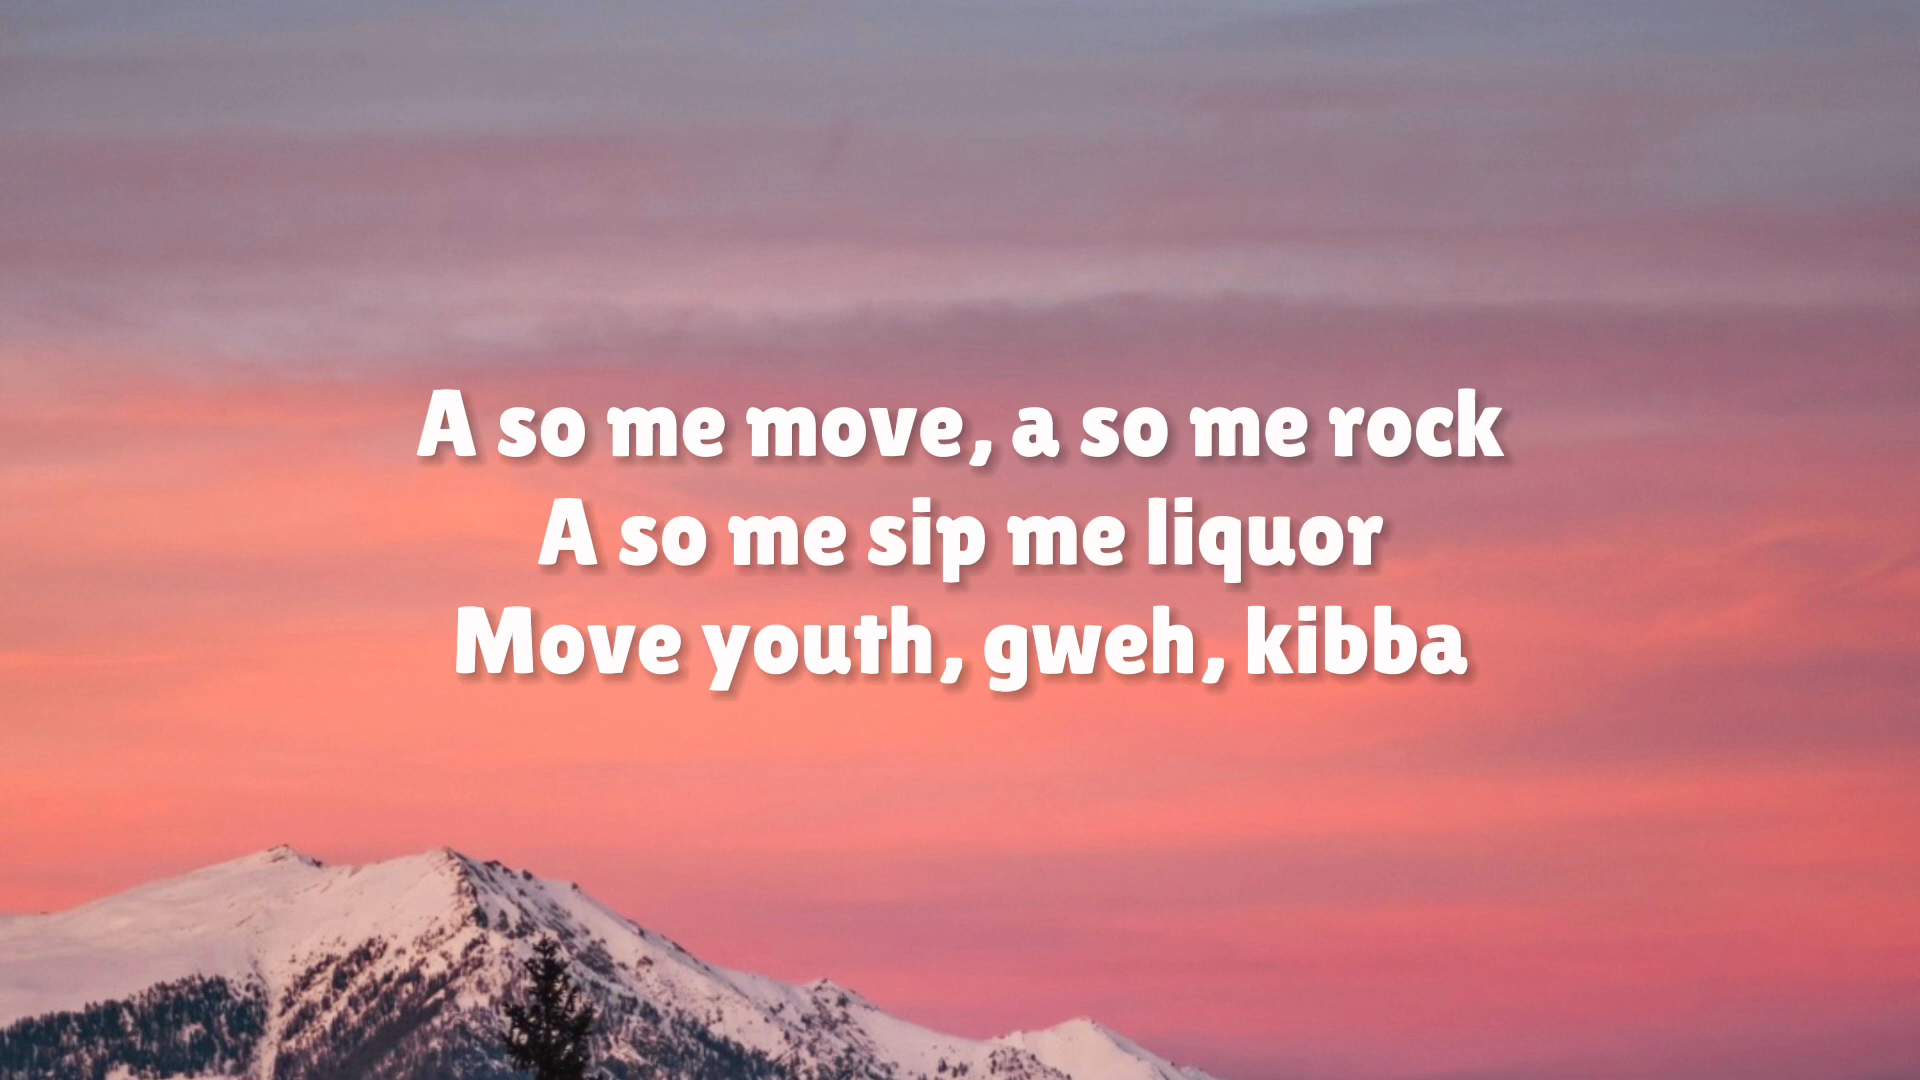 A so me move, a so me rock
A so me sip me liquor
Move youth, gweh, kibba